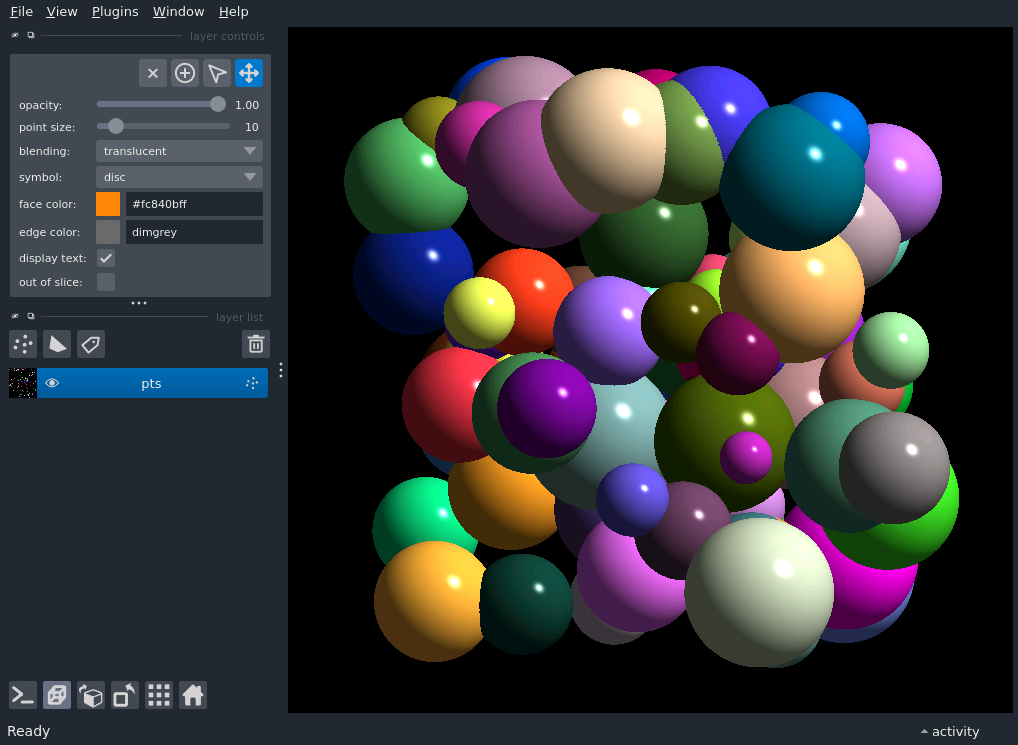 File View Plugins Window Help
layer controls
opacity: 1.00
point size: 10
blending: translucent
symbol: disc
face color: #fc840bff
edge color: dimgrey
display text:
out of slice:
layer list
pts
Ready
activity